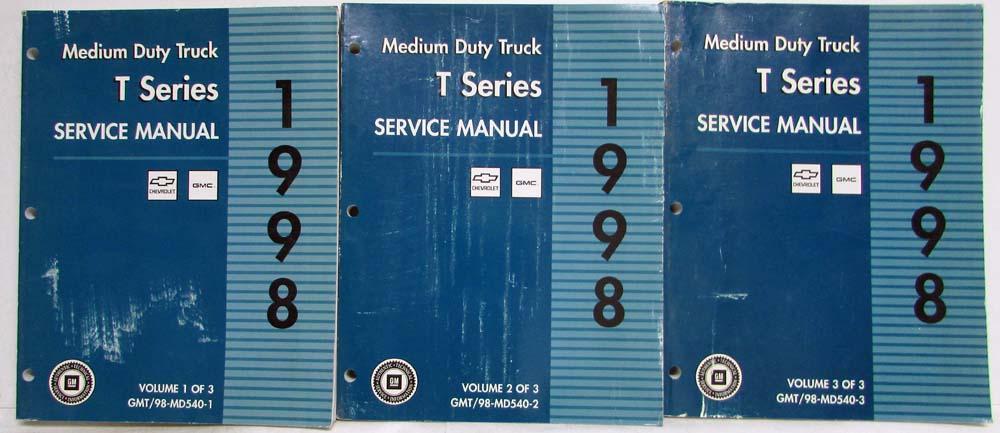 Medium Duty Truck
T Series
SERVICE MANUAL
1
9
9
8
CHEVROLET
GMC
GM
VOLUME 1 OF 3
GMT/98-MD540-1
Medium Duty Truck
T Series
SERVICE MANUAL
1
9
9
8
CHEVROLET
GMC
GM
VOLUME 2 OF 3
GMT/98-MD540-2
Medium Duty Truck
T Series
SERVICE MANUAL
1
9
9
8
CHEVROLET
GMC
GM
VOLUME 3 OF 3
GMT/98-MD540-3